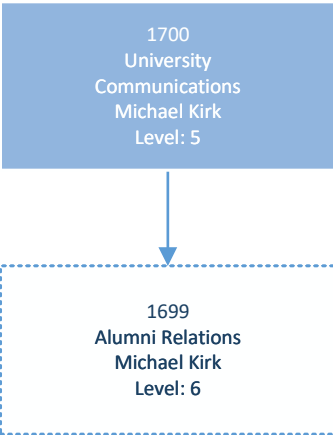 1700
University
Communications
Michael Kirk
Level: 5
1699
Alumni Relations
Michael Kirk
Level: 6